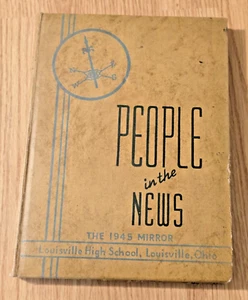 PEOPLE
in the
NEWS
THE 1945 MIRROR
Louisville High School, Louisville, Ohio